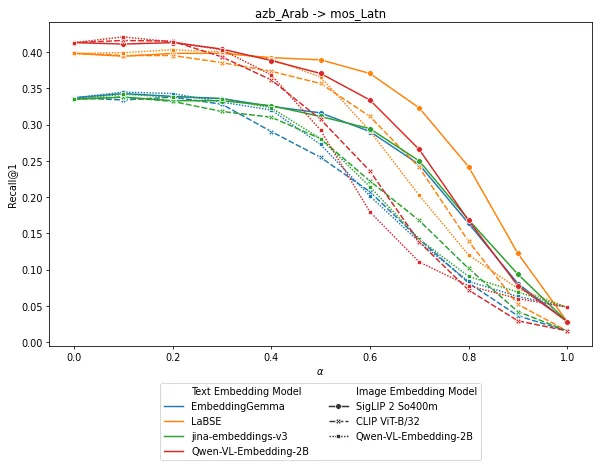 azb_Arab -> mos_Latn
Recall@1
0.40
0.35
0.30
0.25
0.20
0.15
0.10
0.05
0.00
0.0 0.2 0.4 0.6 0.8 1.0
α
Text Embedding Model
EmbeddingGemma
LaBSE
jina-embeddings-v3
Qwen-VL-Embedding-2B
Image Embedding Model
SigLIP 2 So400m
CLIP ViT-B/32
Qwen-VL-Embedding-2B